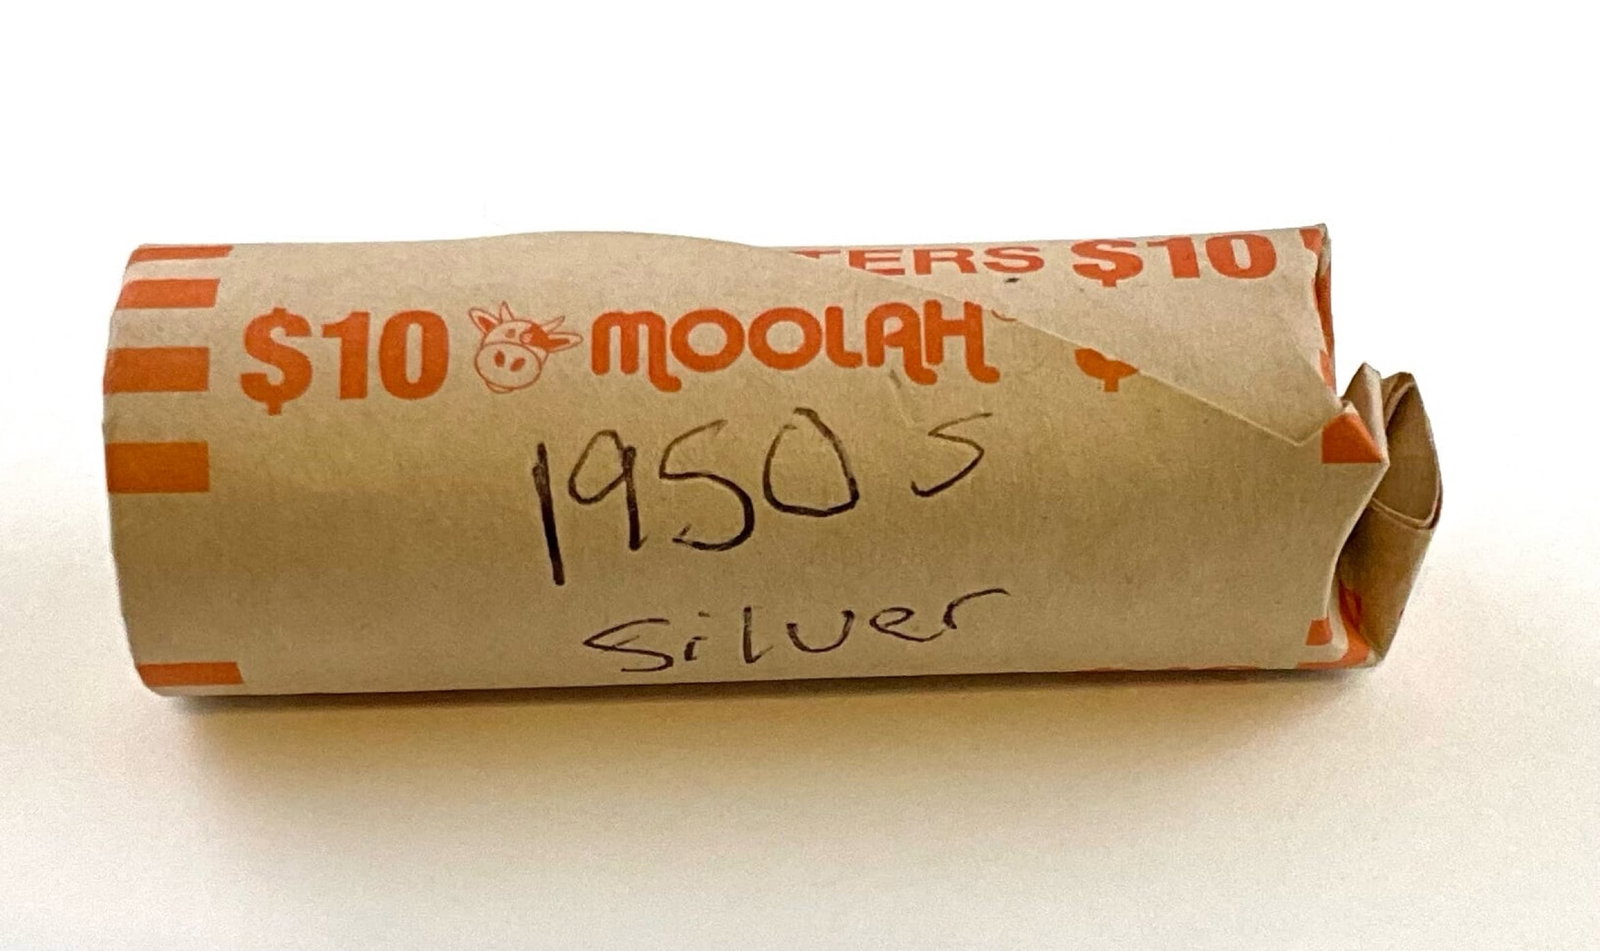 TERS $10
$10 MOOLAH
1950s
silver